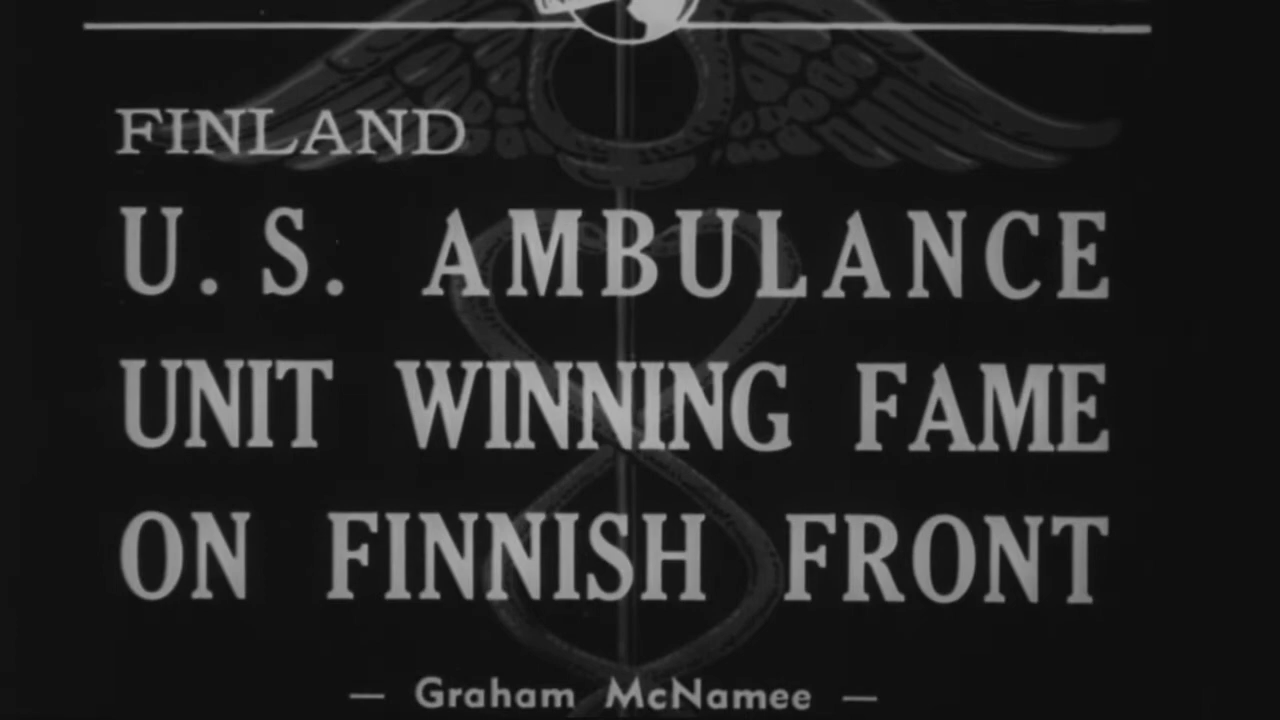 FINLAND
U. S. AMBULANCE
UNIT WINNING FAME
ON FINNISH FRONT
— Graham McNamee —